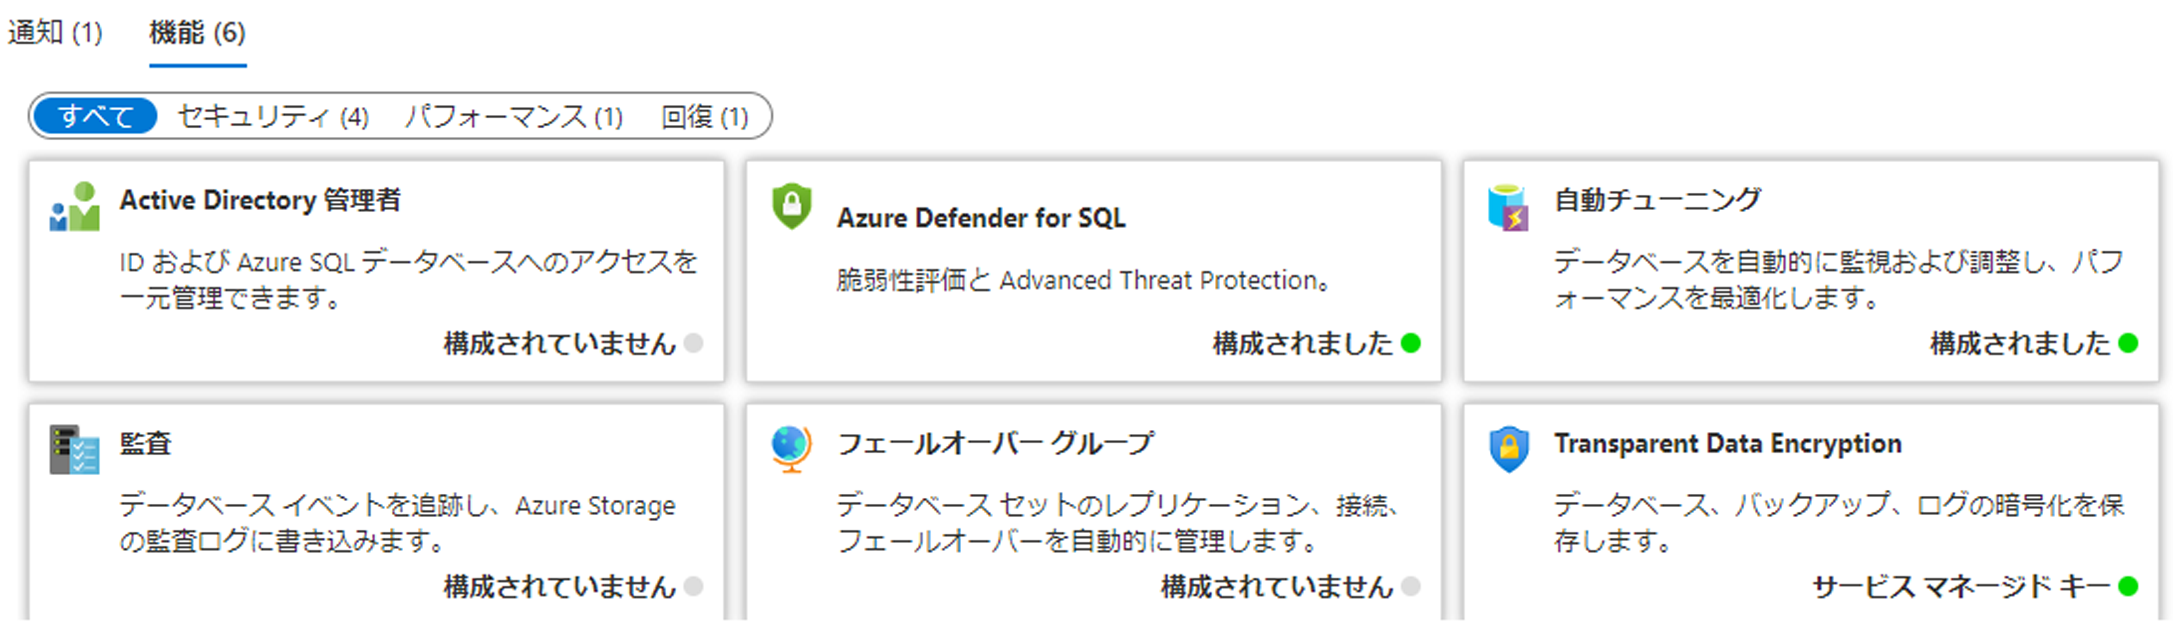 通知 (1) 機能 (6)
すべて セキュリティ (4) パフォーマンス (1) 回復 (1)
Active Directory 管理者
ID および Azure SQL データベースへのアクセスを
一元管理できます。
構成されていません
Azure Defender for SQL
脆弱性評価と Advanced Threat Protection。
構成されました
自動チューニング
データベースを自動的に監視および調整し、パフ
ォーマンスを最適化します。
構成されました
監査
データベース イベントを追跡し、Azure Storage
の監査ログに書き込みます。
構成されていません
フェールオーバー グループ
データベース セットのレプリケーション、接続、
フェールオーバーを自動的に管理します。
構成されていません
Transparent Data Encryption
データベース、バックアップ、ログの暗号化を保
存します。
サービス マネージド キー